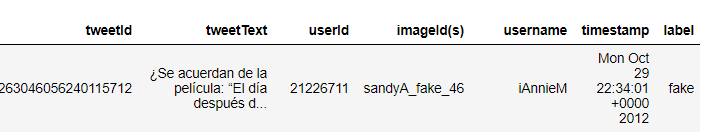 tweetId tweetText userId imageId(s) username timestamp label
263046056240115712 ¿Se acuerdan de la película: “El día después d... 21226711 sandyA_fake_46 iAnnieM Mon Oct 29 22:34:01 +0000 2012 fake